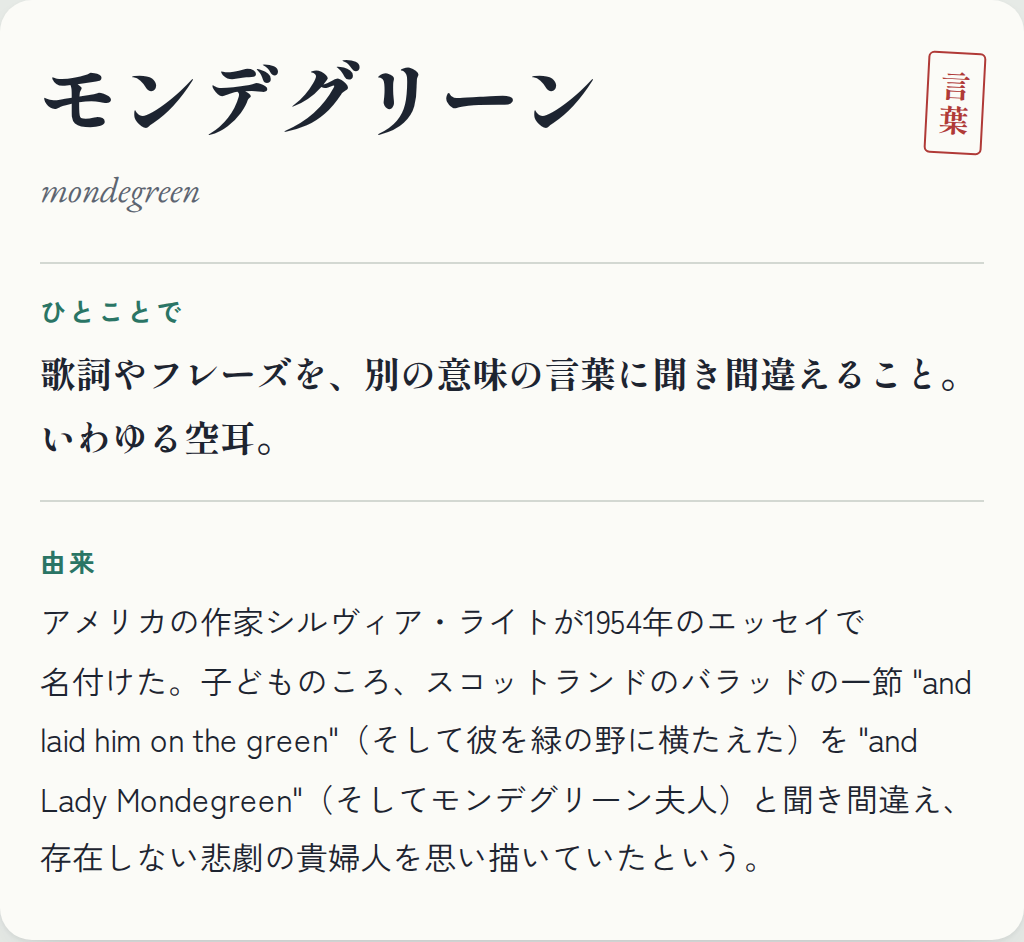 モンデグリーン
言葉
mondegreen
ひとことで
歌詞やフレーズを、別の意味の言葉に聞き間違えること。
いわゆる空耳。
由来
アメリカの作家シルヴィア・ライトが1954年のエッセイで
名付けた。子どものころ、スコットランドのバラッドの一節 "and
laid him on the green"（そして彼を緑の野に横たえた）を "and
Lady Mondegreen"（そしてモンデグリーン夫人）と聞き間違え、
存在しない悲劇の貴婦人を思い描いていたという。